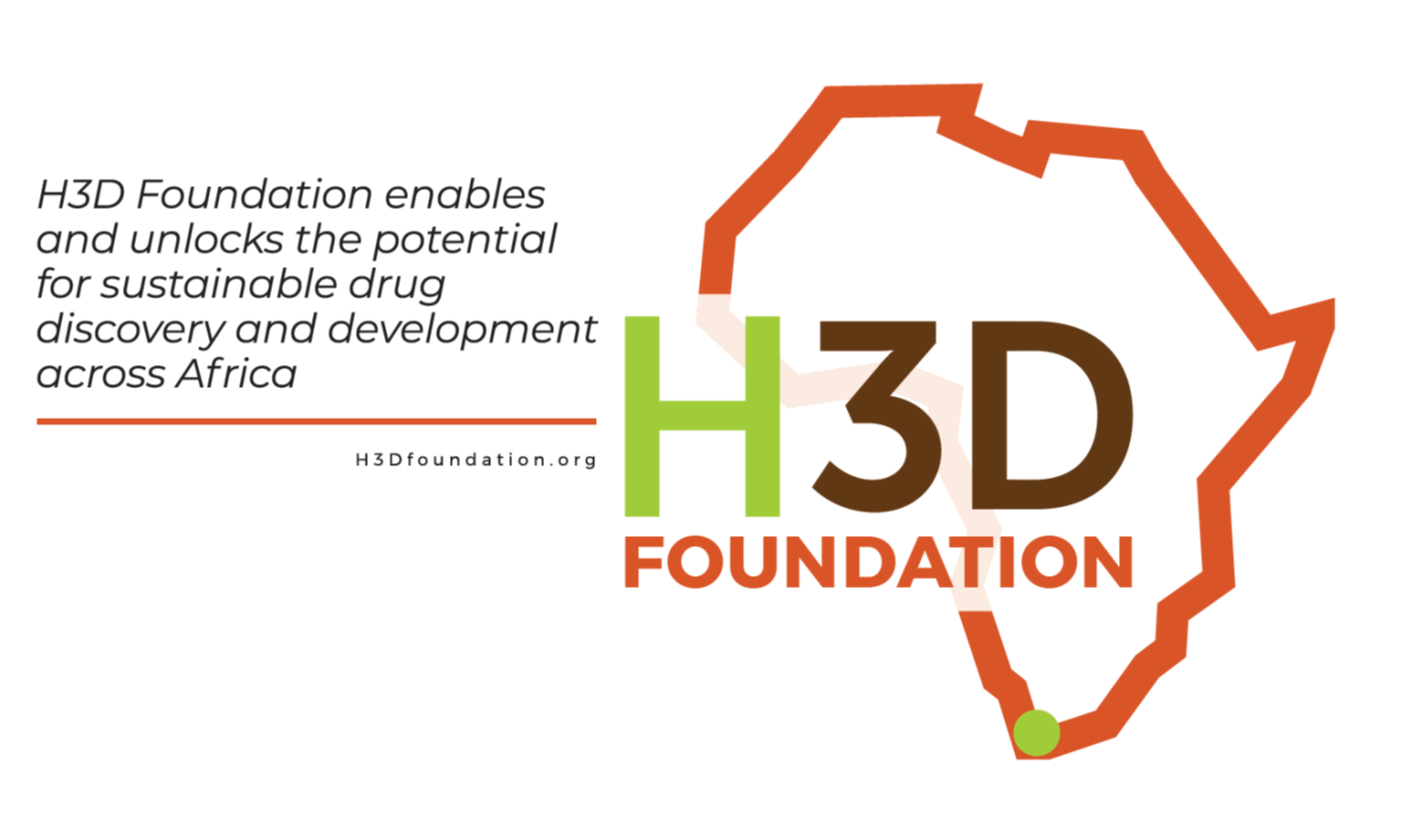 H3D Foundation enables
and unlocks the potential
for sustainable drug
discovery and development
across Africa
H3Dfoundation.org
H3D
FOUNDATION